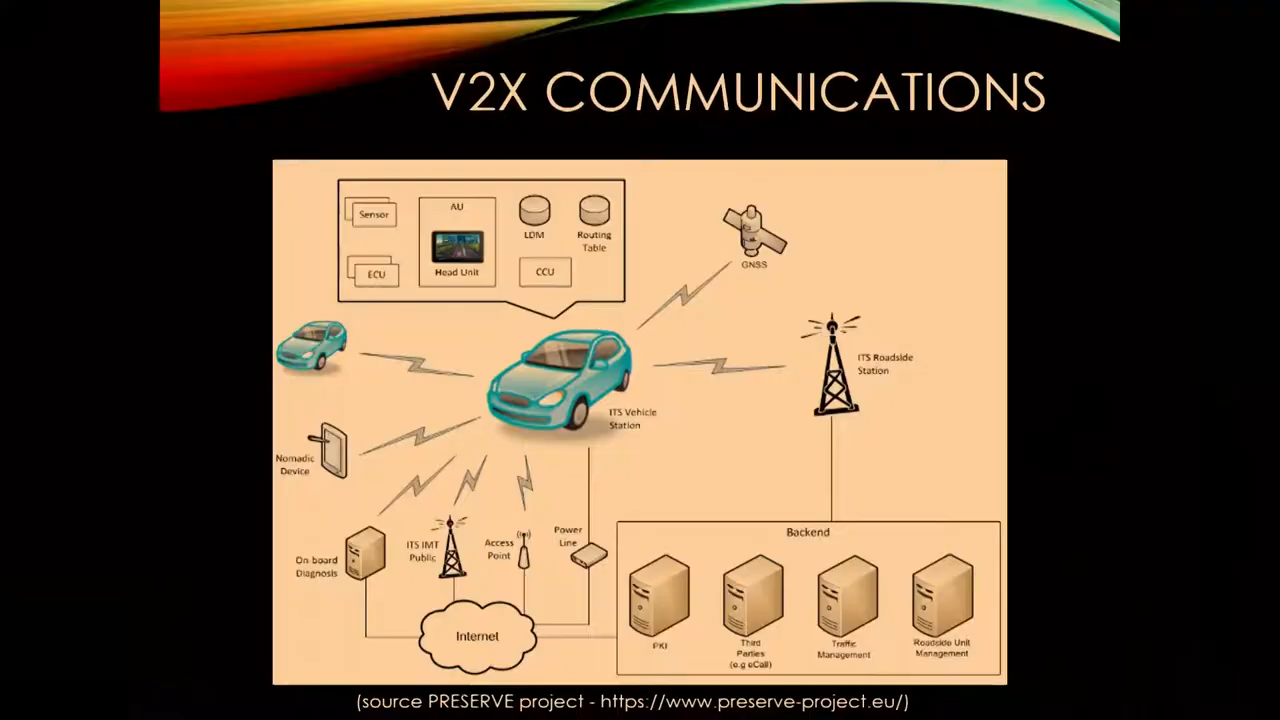 V2X COMMUNICATIONS
Sensor
AU
LDM
Routing
Table
ECU
Head Unit
CCU
GNSS
ITS Roadside
Station
ITS Vehicle
Station
Nomadic
Device
On-board
Diagnosis
ITS IMT
Public
Access
Point
Power
Line
Internet
Backend
PKI
Third
Parties
(e.g eCall)
Traffic
Management
Roadside Unit
Management
(source PRESERVE project - https://www.preserve-project.eu/)